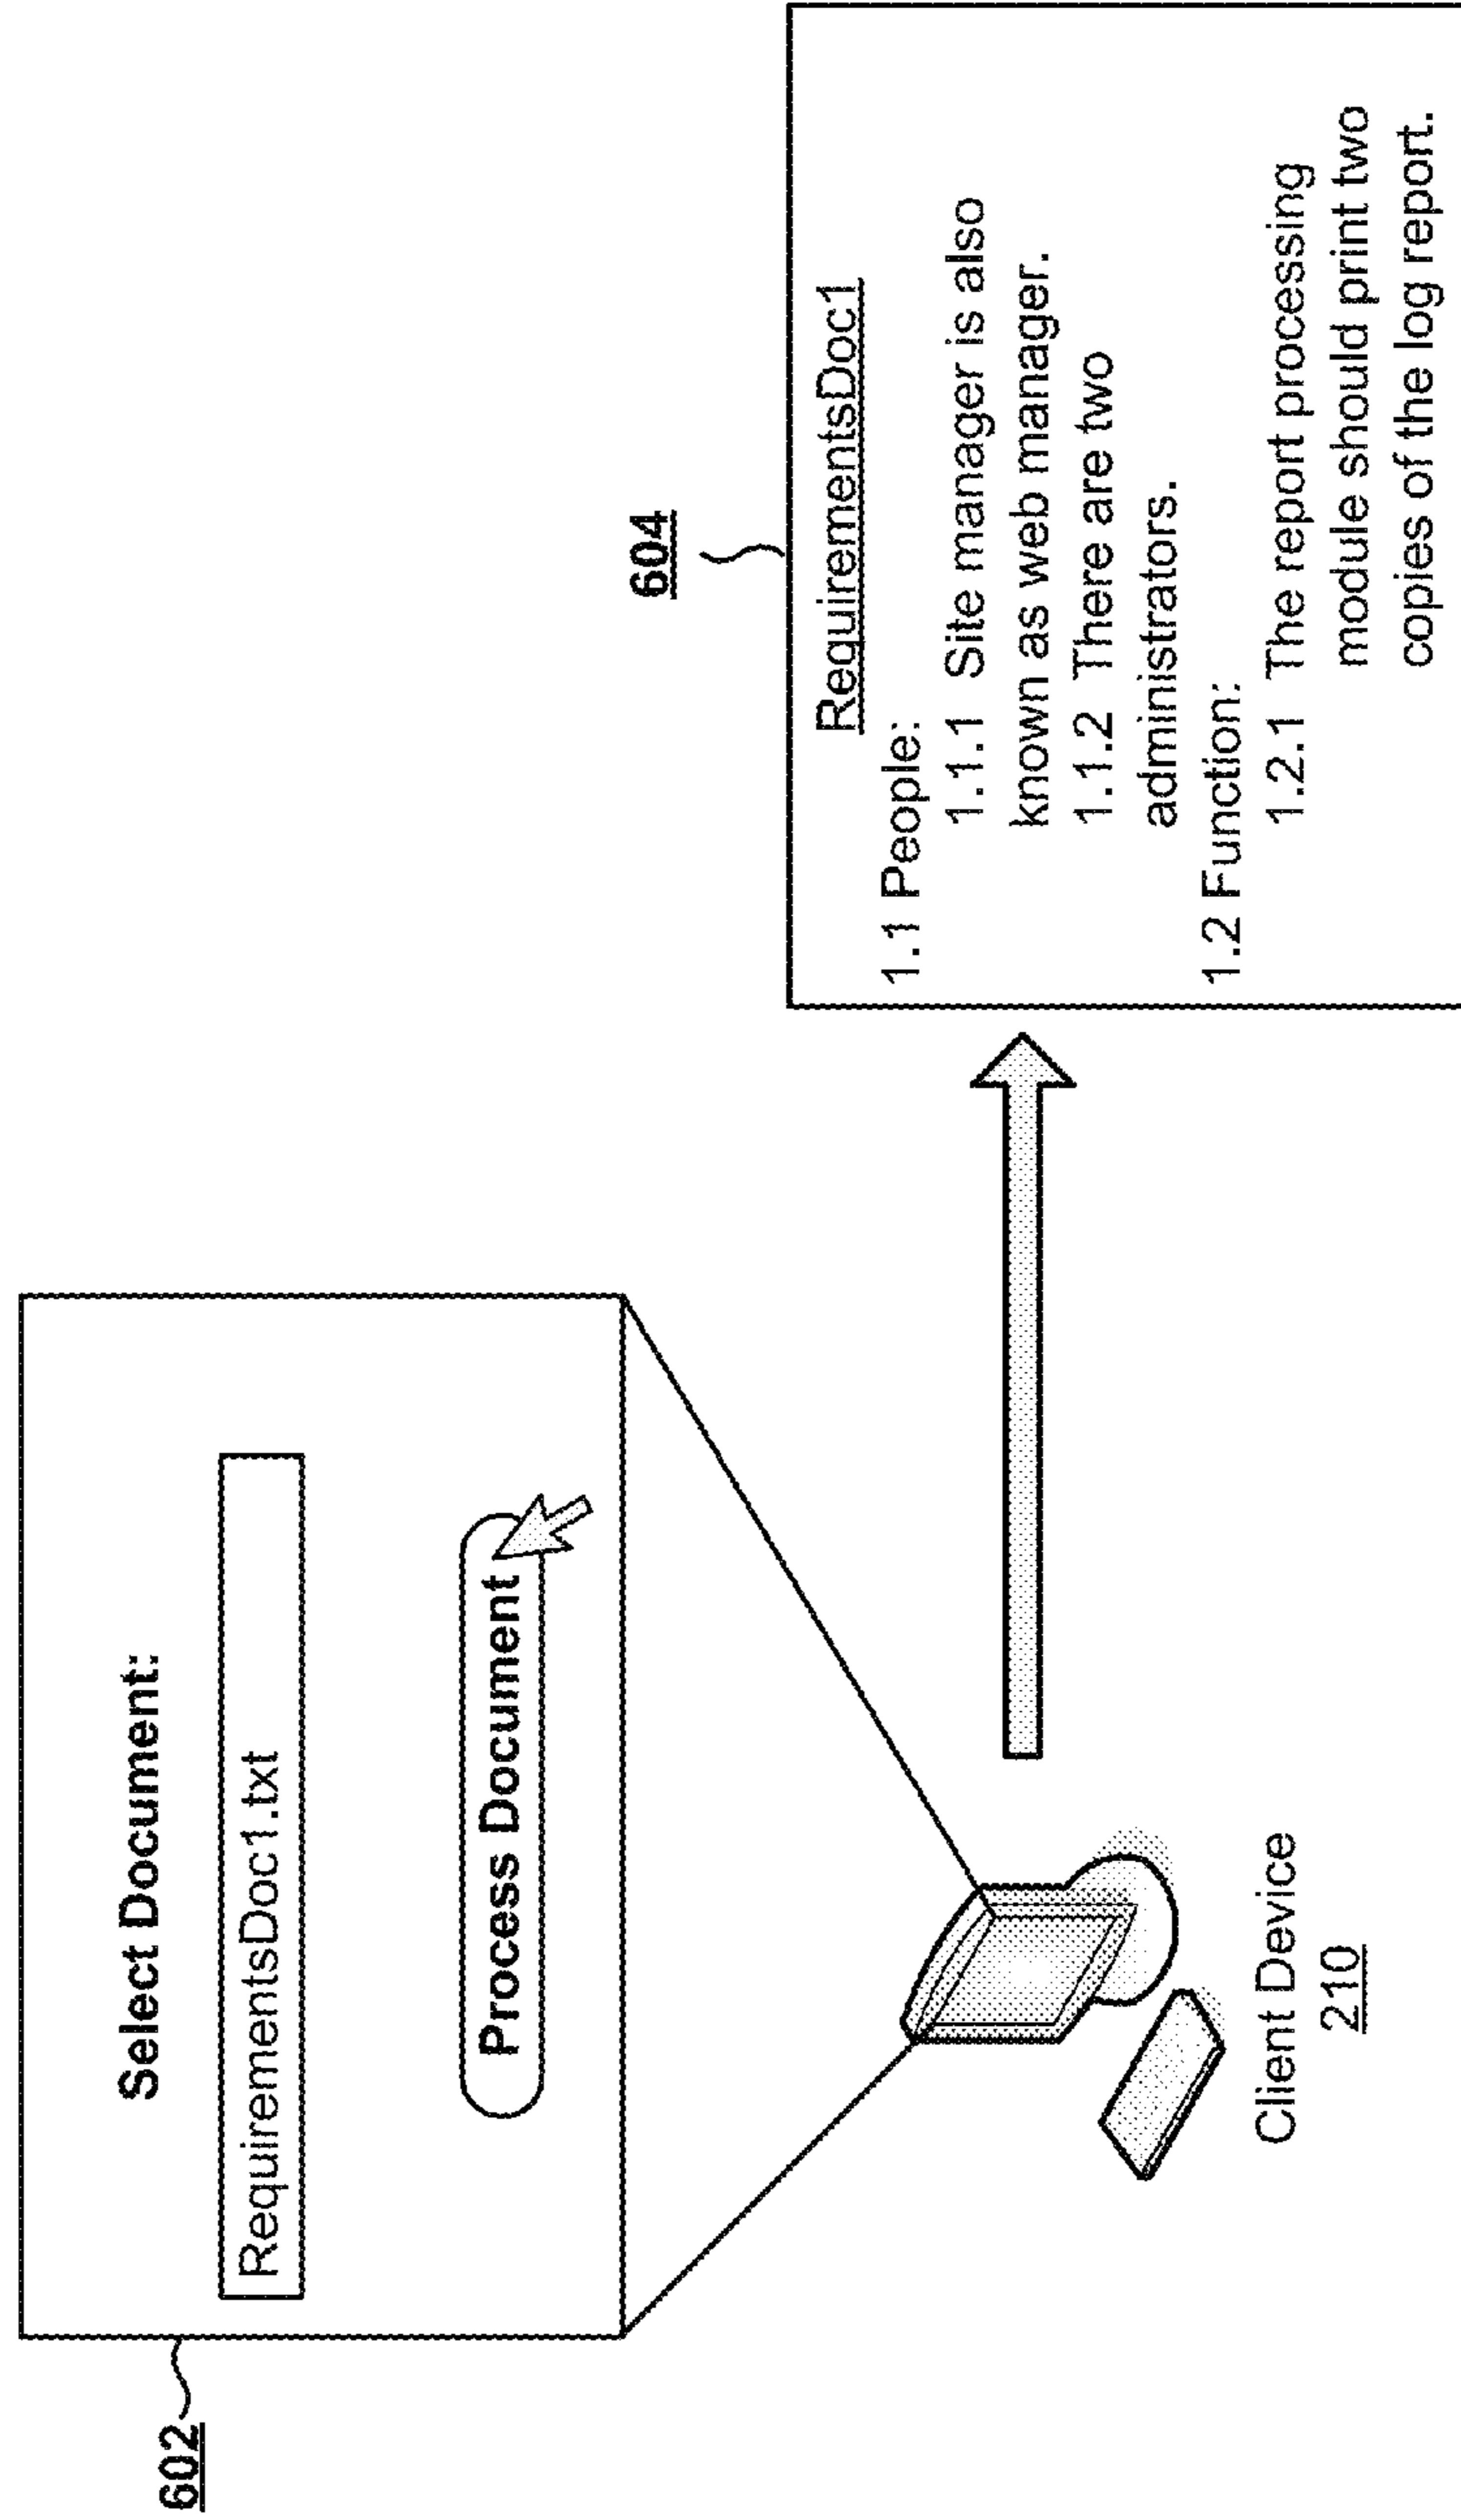 602
Select Document:
RequirementsDoc1.txt
Process Document
Client Device
210
604
RequirementsDoc1
1.1 People:
1.1.1 Site manager is also
known as web manager.
1.1.2 There are two
administrators.
1.2 Function:
1.2.1 The report processing
module should print two
copies of the log report.